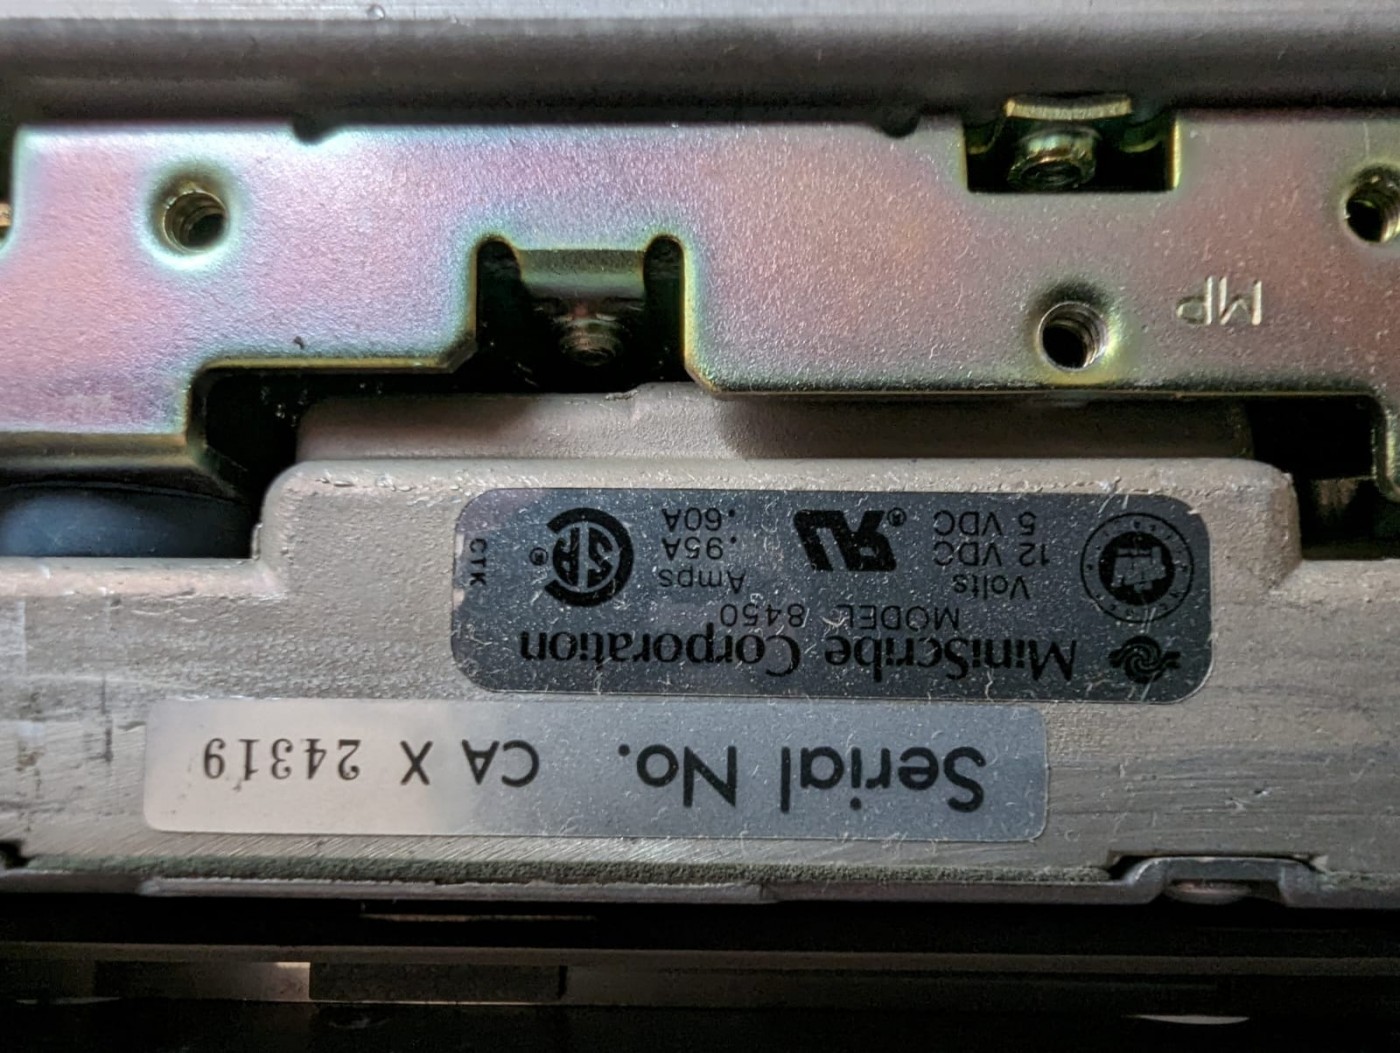 MiniScribe Corporation
MODEL 8450
Volts Amps
12 VDC .95A
5 VDC .60A
CTK
Serial No. CA X 24319
MP